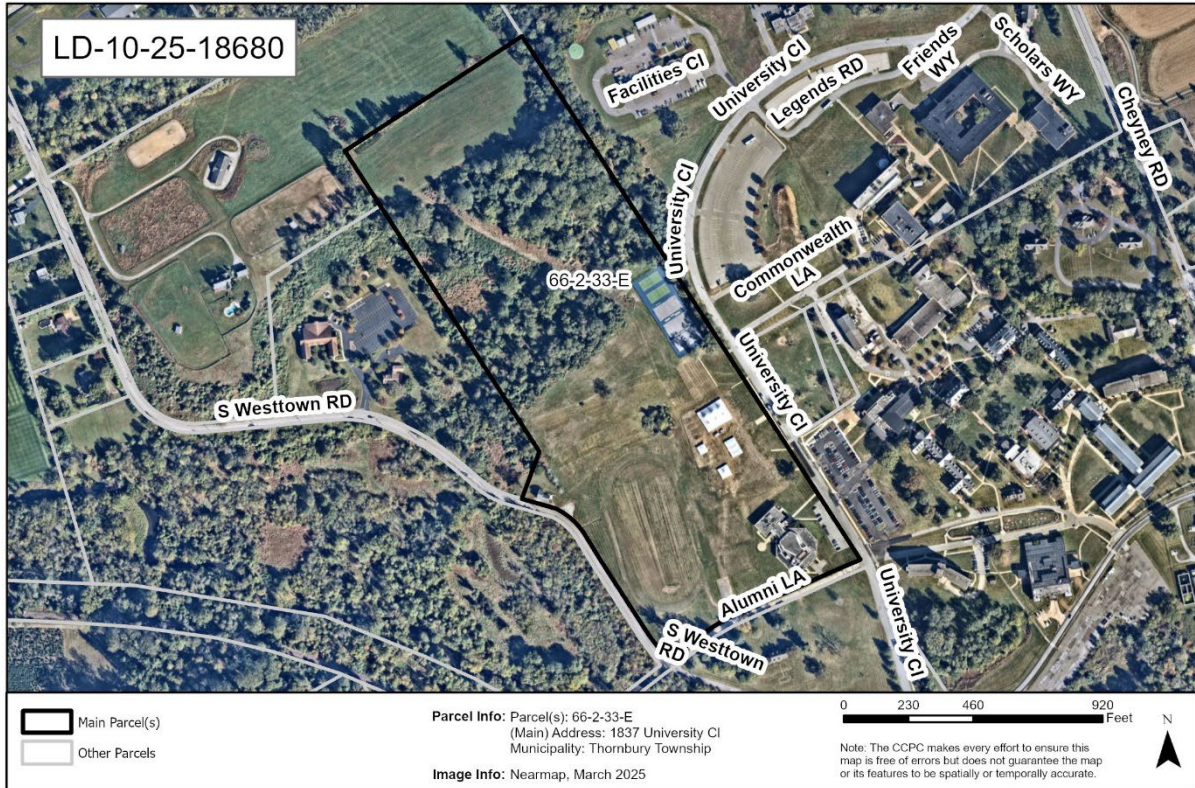 LD-10-25-18680
Facilities CI
University CI
Legends RD
Friends
WY
Scholars WY
Cheyney RD
University CI
Commonwealth
LA
66-2-33-E
University CI
S Westtown RD
Alumni LA
S Westtown
RD
University CI
Main Parcel(s)
Other Parcels
Parcel Info: Parcel(s): 66-2-33-E
(Main) Address: 1837 University CI
Municipality: Thornbury Township
Image Info: Nearmap, March 2025
0 230 460 920
Feet
N
Note: The CCPC makes every effort to ensure this
map is free of errors but does not guarantee the map
or its features to be spatially or temporally accurate.